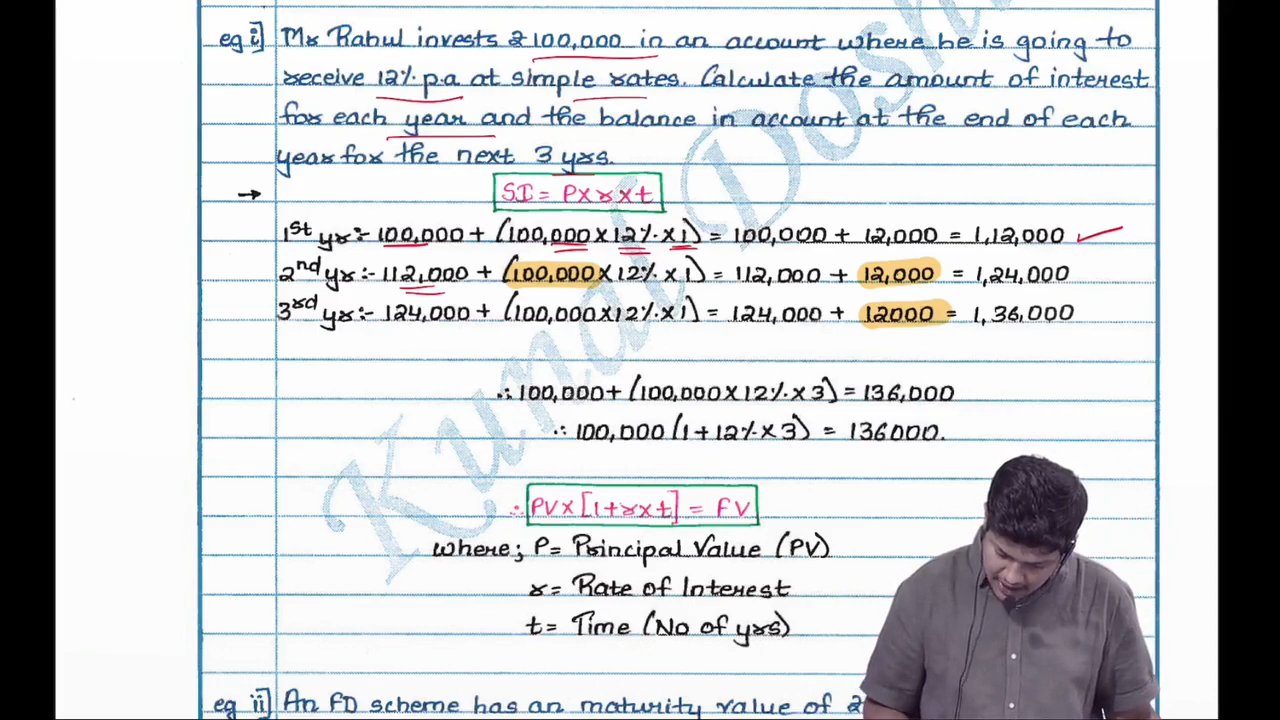 eg i] Mr Rahul invests ₹100,000 in an account where he is going to
receive 12% p.a at simple rates. Calculate the amount of interest
for each year and the balance in account at the end of each
year for the next 3 yrs.
→ SI = P×r×t
1st yr:- 100,000 + (100,000×12%×1) = 100,000 + 12,000 = 1,12,000 ✓
2nd yr:- 112,000 + (100,000×12%×1) = 112,000 + 12,000 = 1,24,000
3rd yr:- 124,000 + (100,000×12%×1) = 124,000 + 12000 = 1,36,000
∴ 100,000+(100,000×12%×3) = 136,000
∴ 100,000(1+12%×3) = 136000.
∴ PV×[1+r×t] = FV
where; P= Principal Value (PV)
r= Rate of Interest
t= Time (No of yrs)
eg ii] An FD scheme has an maturity value of
Kunal Doshi